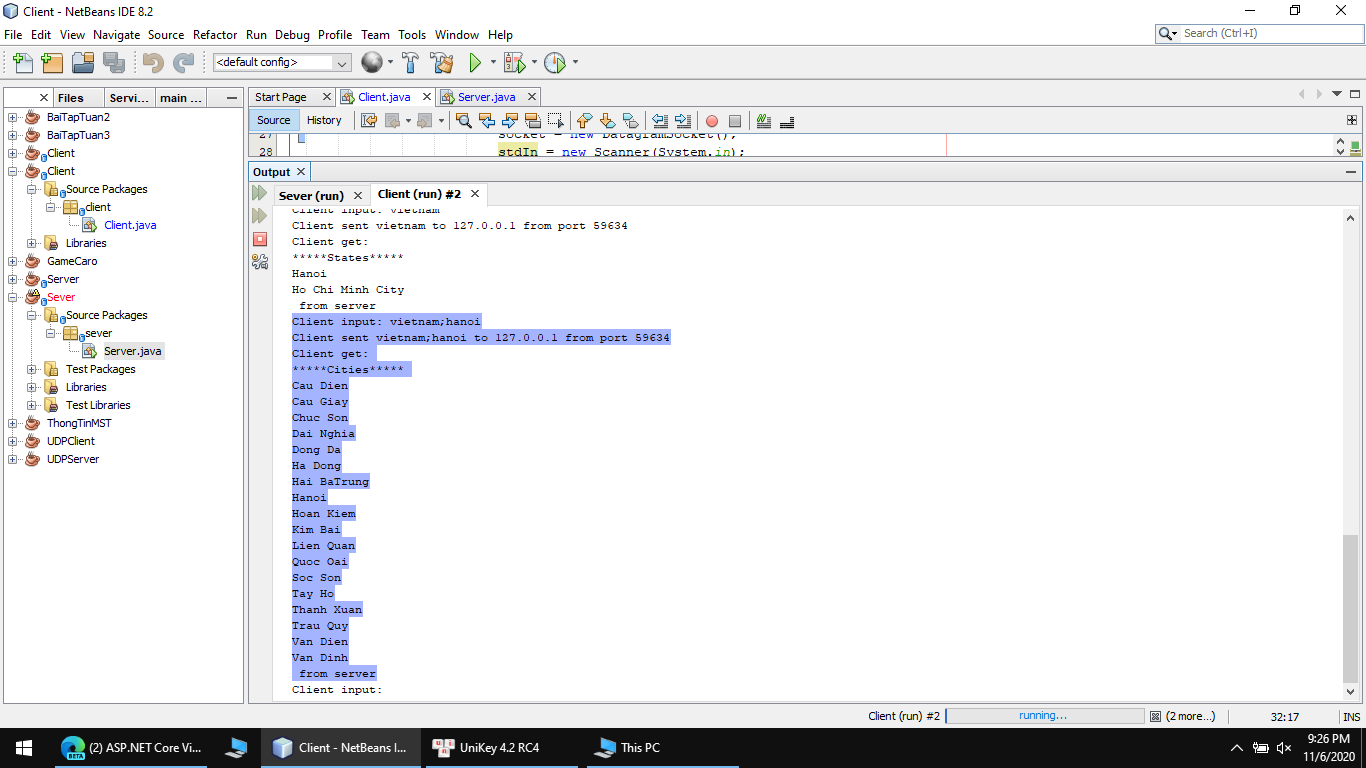 Client - NetBeans IDE 8.2
File Edit View Navigate Source Refactor Run Debug Profile Team Tools Window Help
Search (Ctrl+I)
<default config>
Files Servi... main ...
BaiTapTuan2
BaiTapTuan3
Client
Client
Source Packages
client
Client.java
Libraries
GameCaro
Server
Sever
Source Packages
sever
Server.java
Test Packages
Libraries
Test Libraries
ThongTinMST
UDPClient
UDPServer
Start Page Client.java Server.java
Source History
27 socket = new DatagramSocket();
28 stdIn = new Scanner(System.in);
Output
Sever (run) Client (run) #2
Client input: vietnam
Client sent vietnam to 127.0.0.1 from port 59634
Client get:
*****States*****
Hanoi
Ho Chi Minh City
from server
Client input: vietnam;hanoi
Client sent vietnam;hanoi to 127.0.0.1 from port 59634
Client get:
*****Cities*****
Cau Dien
Cau Giay
Chuc Son
Dai Nghia
Dong Da
Ha Dong
Hai BaTrung
Hanoi
Hoan Kiem
Kim Bai
Lien Quan
Quoc Oai
Soc Son
Tay Ho
Thanh Xuan
Trau Quy
Van Dien
Van Dinh
from server
Client input:
Client (run) #2 running... (2 more...) 32:17 INS
(2) ASP.NET Core Vi... Client - NetBeans I... UniKey 4.2 RC4 This PC
9:26 PM
11/6/2020